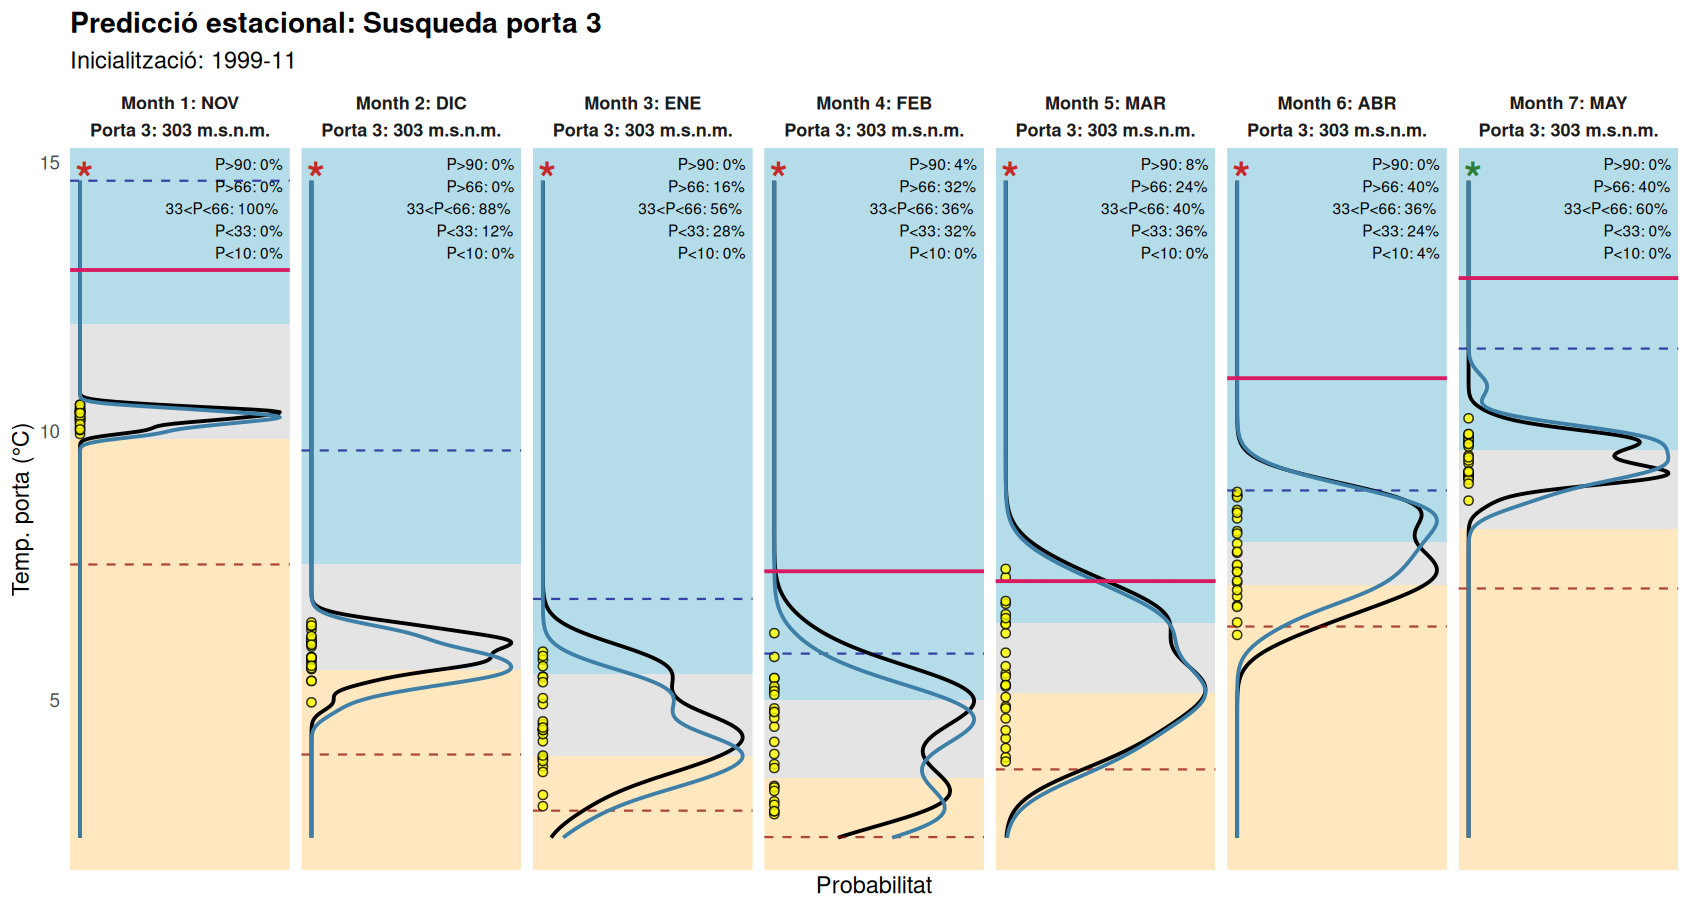 Predicció estacional: Susqueda porta 3
Inicialització: 1999-11
Month 1: NOV
Porta 3: 303 m.s.n.m.
Month 2: DIC
Porta 3: 303 m.s.n.m.
Month 3: ENE
Porta 3: 303 m.s.n.m.
Month 4: FEB
Porta 3: 303 m.s.n.m.
Month 5: MAR
Porta 3: 303 m.s.n.m.
Month 6: ABR
Porta 3: 303 m.s.n.m.
Month 7: MAY
Porta 3: 303 m.s.n.m.
Temp. porta (°C)
15
10
5
*
P>90: 0%
P>66: 0%
33<P<66: 100%
P<33: 0%
P<10: 0%
*
P>90: 0%
P>66: 0%
33<P<66: 88%
P<33: 12%
P<10: 0%
*
P>90: 0%
P>66: 16%
33<P<66: 56%
P<33: 28%
P<10: 0%
*
P>90: 4%
P>66: 32%
33<P<66: 36%
P<33: 32%
P<10: 0%
*
P>90: 8%
P>66: 24%
33<P<66: 40%
P<33: 36%
P<10: 0%
*
P>90: 0%
P>66: 40%
33<P<66: 36%
P<33: 24%
P<10: 4%
*
P>90: 0%
P>66: 40%
33<P<66: 60%
P<33: 0%
P<10: 0%
Probabilitat